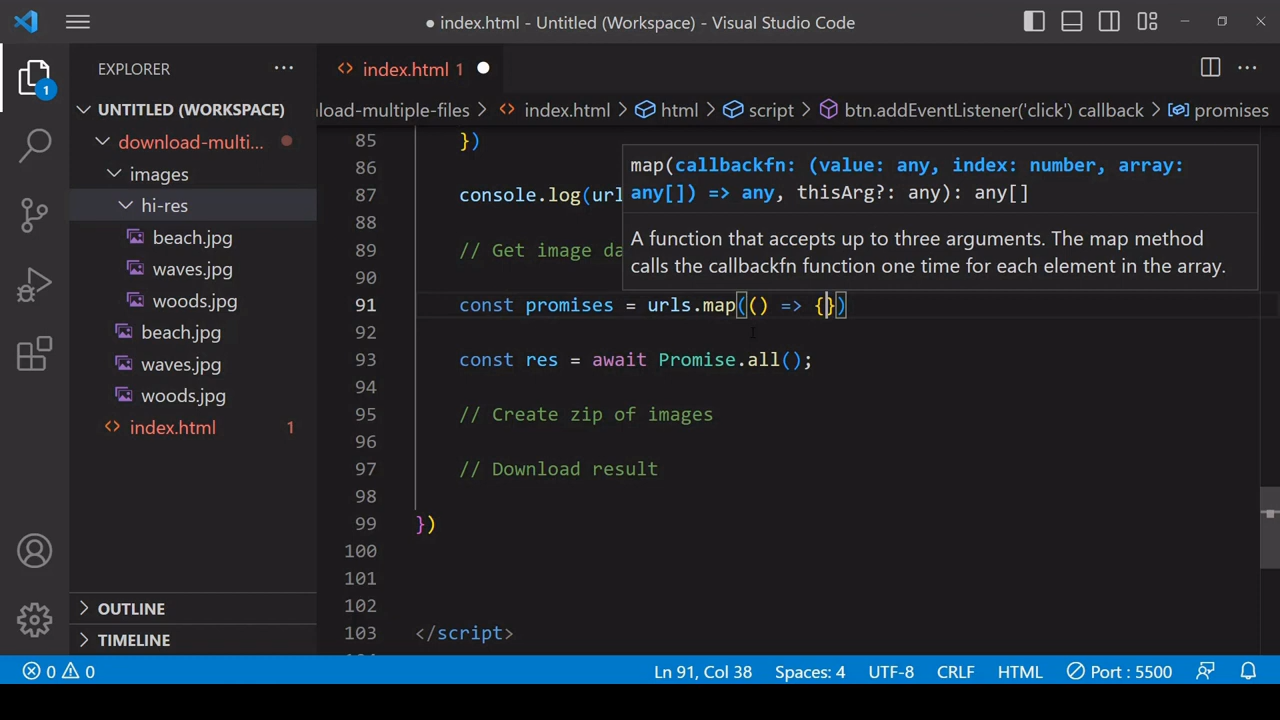 index.html - Untitled (Workspace) - Visual Studio Code
EXPLORER
UNTITLED (WORKSPACE)
download-multi...
images
hi-res
beach.jpg
waves.jpg
woods.jpg
beach.jpg
waves.jpg
woods.jpg
index.html 1
OUTLINE
TIMELINE
1
index.html 1
nload-multiple-files > index.html > html > script > btn.addEventListener('click') callback > promises
85 })
86
87 console.log(url
88
89 // Get image da
90
91 const promises = urls.map(() => {})
92
93 const res = await Promise.all();
94
95 // Create zip of images
96
97 // Download result
98
99 })
100
101
102
103 </script>
map(callbackfn: (value: any, index: number, array:
any[]) => any, thisArg?: any): any[]
A function that accepts up to three arguments. The map method
calls the callbackfn function one time for each element in the array.
0 0 Ln 91, Col 38 Spaces: 4 UTF-8 CRLF HTML Port : 5500